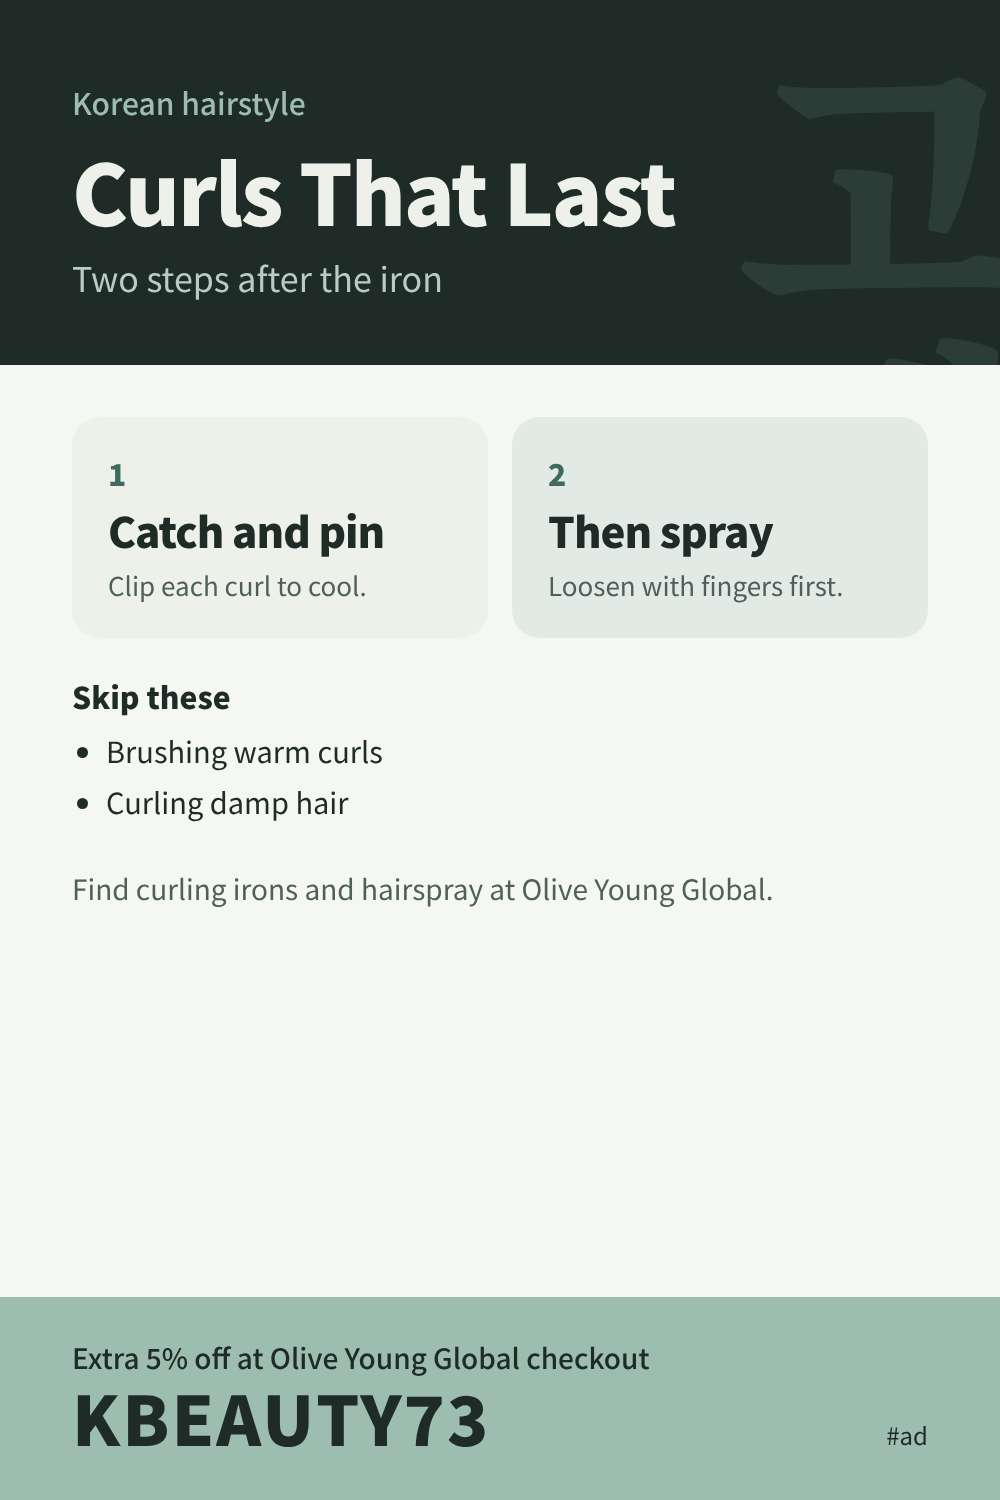 Korean hairstyle
Curls That Last
Two steps after the iron
1
Catch and pin
Clip each curl to cool.
2
Then spray
Loosen with fingers first.
Skip these
• Brushing warm curls
• Curling damp hair
Find curling irons and hairspray at Olive Young Global.
Extra 5% off at Olive Young Global checkout
KBEAUTY73
#ad